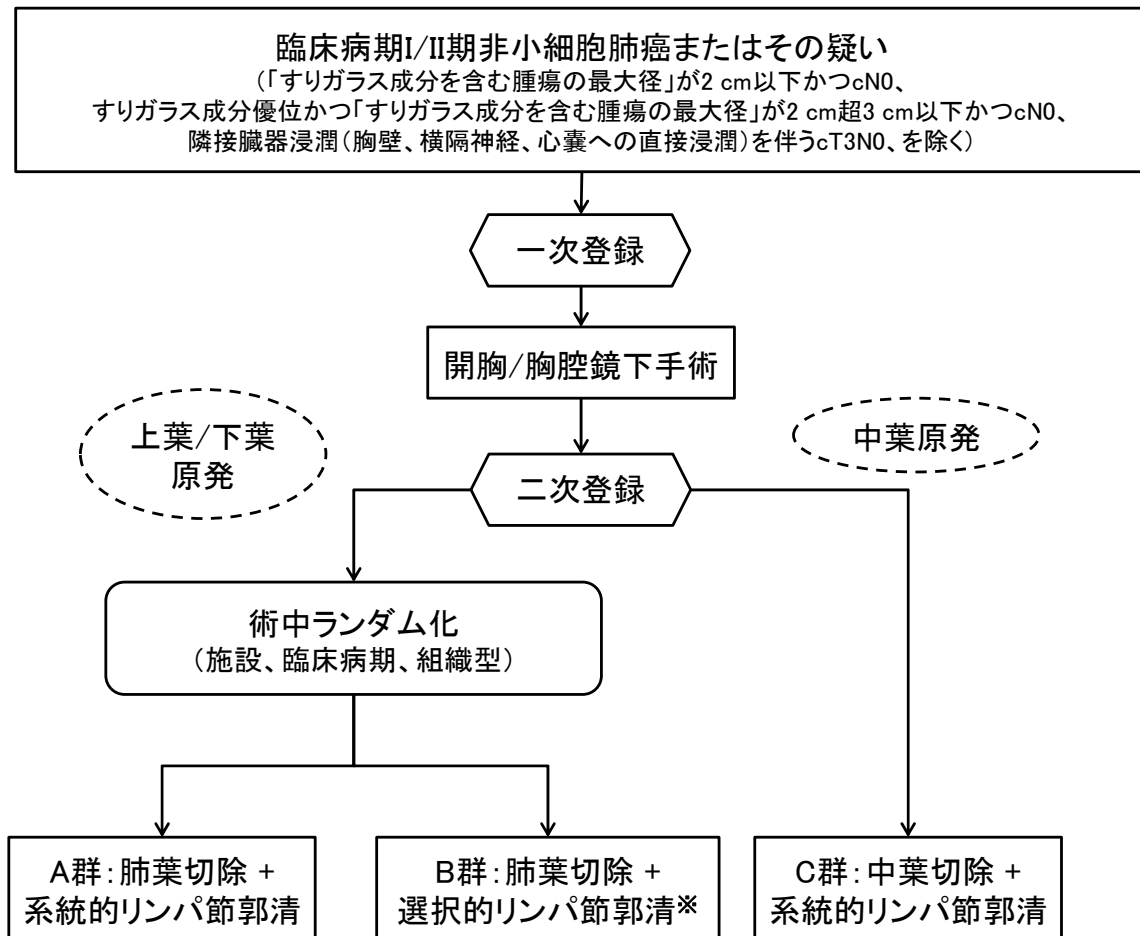 臨床病期I/II期非小細胞肺癌またはその疑い
(「すりガラス成分を含む腫瘍の最大径」が2 cm以下かつcN0、
すりガラス成分優位かつ「すりガラス成分を含む腫瘍の最大径」が2 cm超3 cm以下かつcN0、
隣接臓器浸潤(胸壁、横隔神経、心嚢への直接浸潤)を伴うcT3N0、を除く)
一次登録
開胸/胸腔鏡下手術
上葉/下葉
原発
中葉原発
二次登録
術中ランダム化
(施設、臨床病期、組織型)
A群:肺葉切除 +
系統的リンパ節郭清
B群:肺葉切除 +
選択的リンパ節郭清※
C群:中葉切除 +
系統的リンパ節郭清